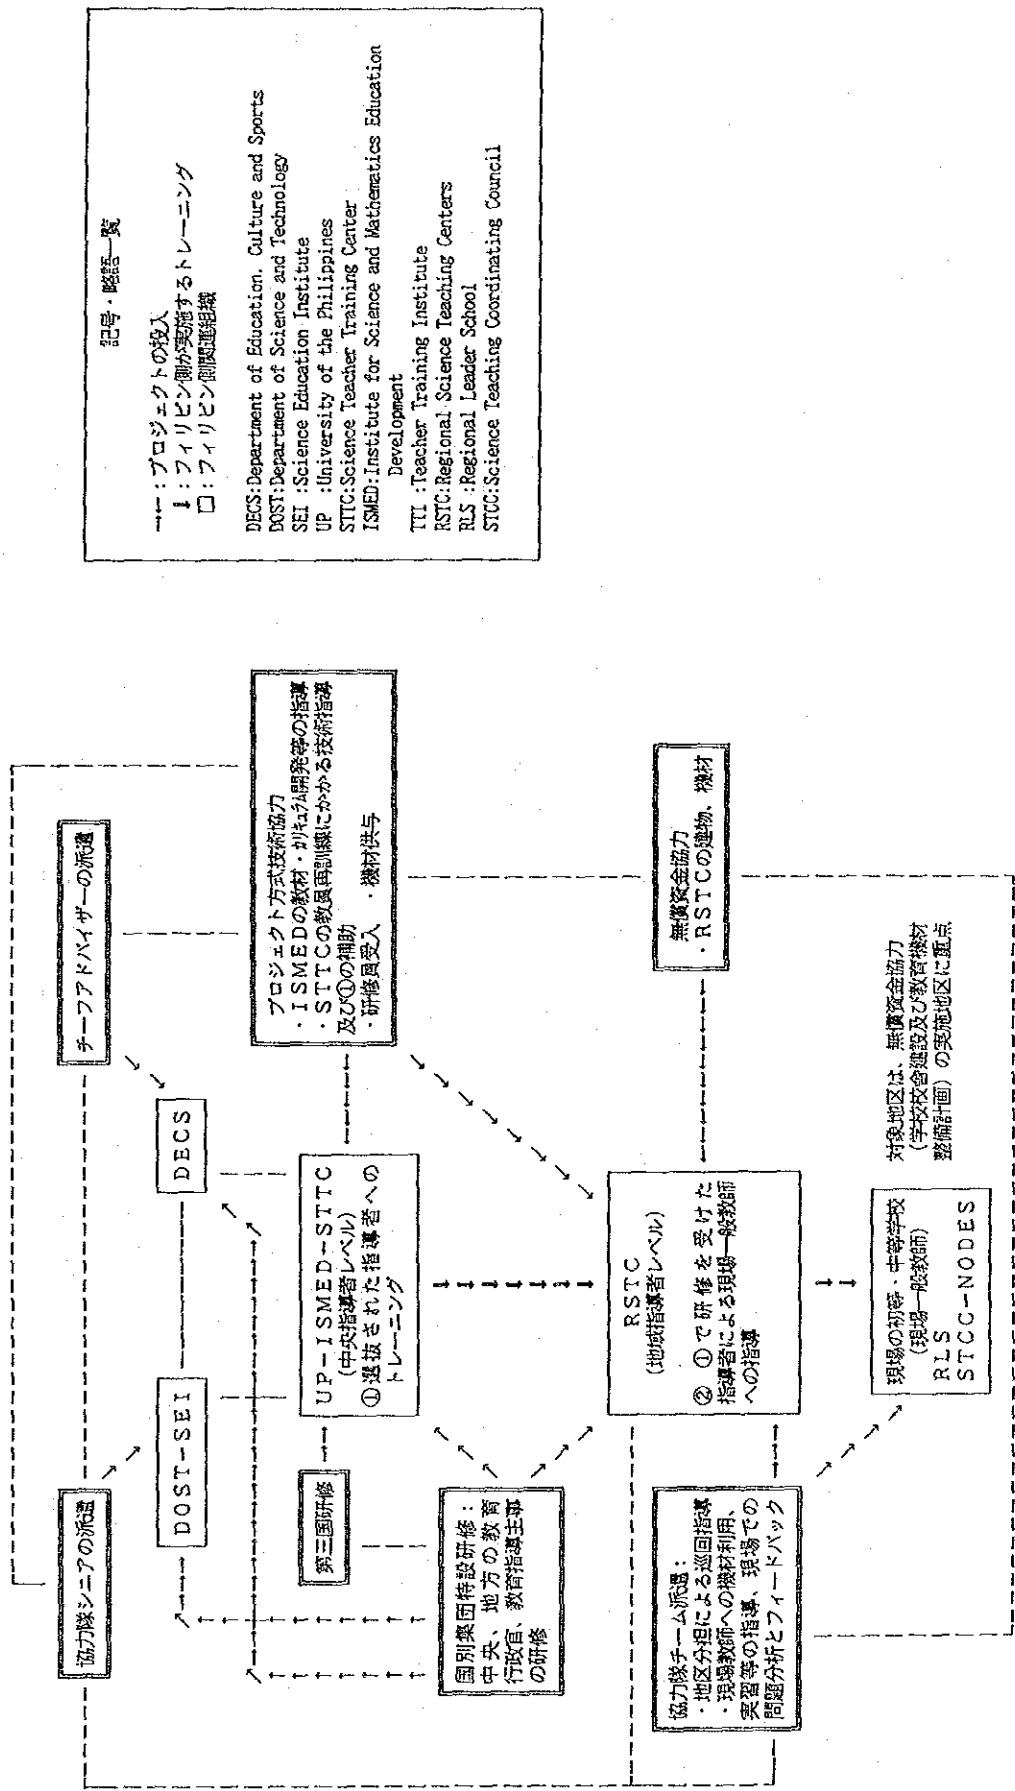 協力隊シニアの派遣
チーフアドバイザーの派遣
DOST-SEI
DECS
第三国研修
UP-ISMED-STTC
(中央指導者レベル)
①選抜された指導者への
トレーニング
プロジェクト方式技術協力
・ISMEDの教材・カリキュラム開発等の指導
・STTCの教員再訓練にかかる技術指導
及び①の補助
・研修員受入 ・機材供与
国別集団特設研修:
中央、地方の教育
行政官、教育指導主事
の研修
協力隊チーム派遣:
・地区分担による巡回指導
・現場教師への機材利用、
実習等の指導、現場での
問題分析とフィードバック
RSTC
(地域指導者レベル)
② ①で研修を受けた
指導者による現場一般教師
への指導
無償資金協力
・RSTCの建物、機材
現場の初等・中等学校
(現場一般教師)
RLS
STCC-NODES
対象地区は、無償資金協力
(学校校舎建設及び教育機材
整備計画)の実施地区に重点
記号・略語一覧
→←:プロジェクトの投入
↓:フィリピン側が実施するトレーニング
□:フィリピン側関連組織
DECS:Department of Education, Culture and Sports
DOST:Department of Science and Technology
SEI :Science Education Institute
UP :University of the Philippines
STTC:Science Teacher Training Center
ISMED:Institute for Science and Mathematics Education
Development
TTI :Teacher Training Institute
RSTC:Regional Science Teaching Centers
RLS :Regional Leader School
STCC:Science Teaching Coordinating Council